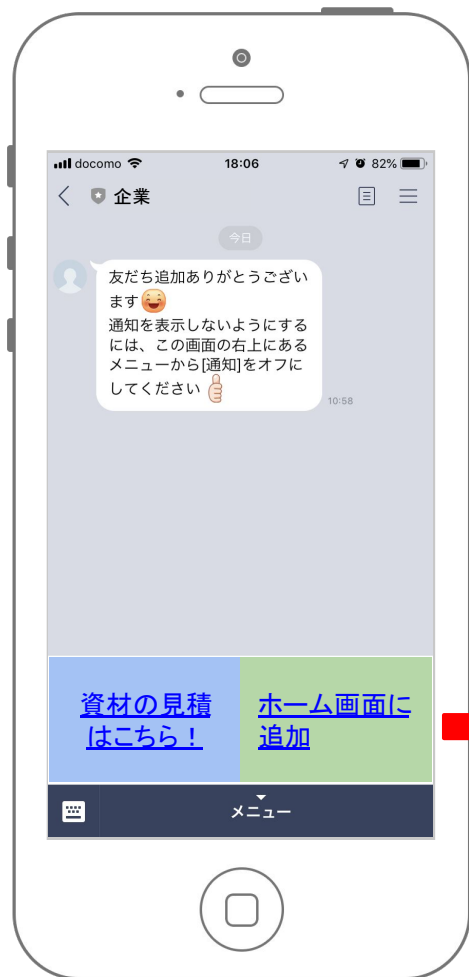 docomo 18:06 82%
企業
今日
友だち追加ありがとうござい
ます
通知を表示しないようにする
には、この画面の右上にある
メニューから[通知]をオフに
してください
10:58
資材の見積
はこちら！
ホーム画面に
追加
メニュー